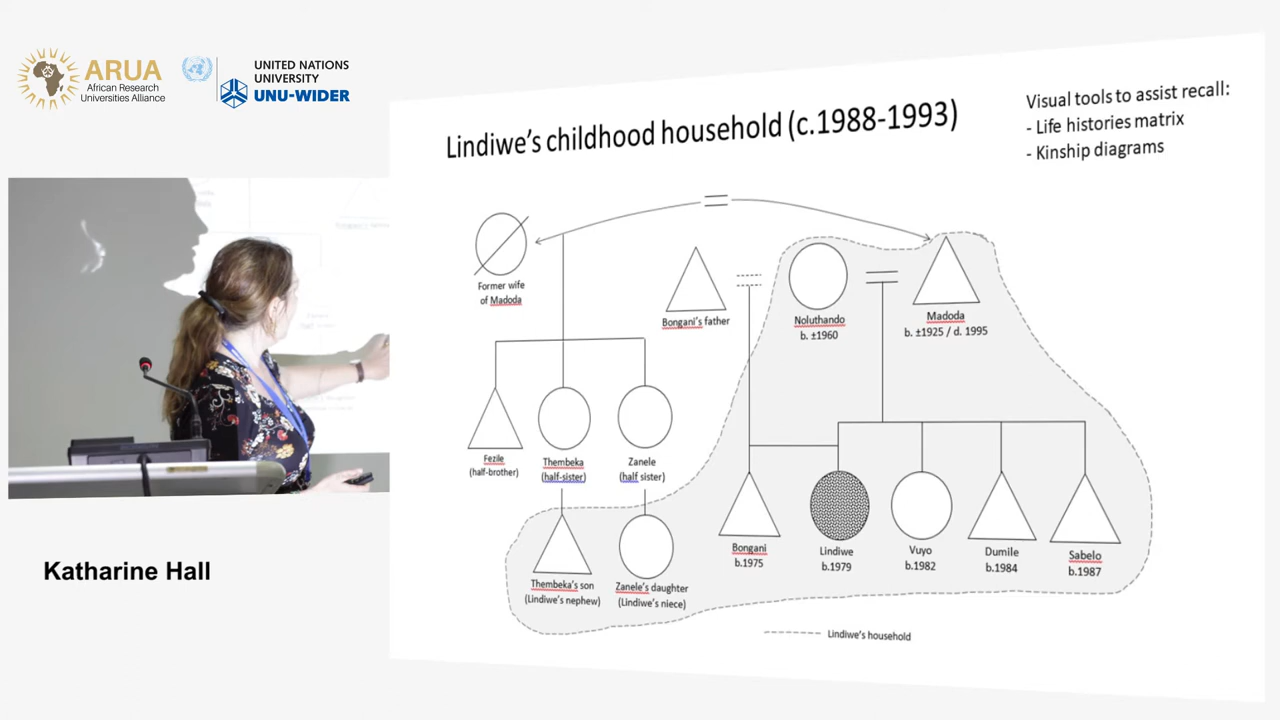 ARUA
African Research
Universities Alliance
UNITED NATIONS
UNIVERSITY
UNU-WIDER
Lindiwe's childhood household (c.1988-1993)
Visual tools to assist recall:
- Life histories matrix
- Kinship diagrams
Former wife
of Madoda
Bongani's father
Noluthando
b. ±1960
Madoda
b. ±1925 / d. 1995
Fezile
(half-brother)
Thembeka
(half-sister)
Zanele
(half sister)
Bongani
b.1975
Lindiwe
b.1979
Vuyo
b.1982
Dumile
b.1984
Sabelo
b.1987
Thembeka's son
(Lindiwe's nephew)
Zanele's daughter
(Lindiwe's niece)
Lindiwe's household
Katharine Hall